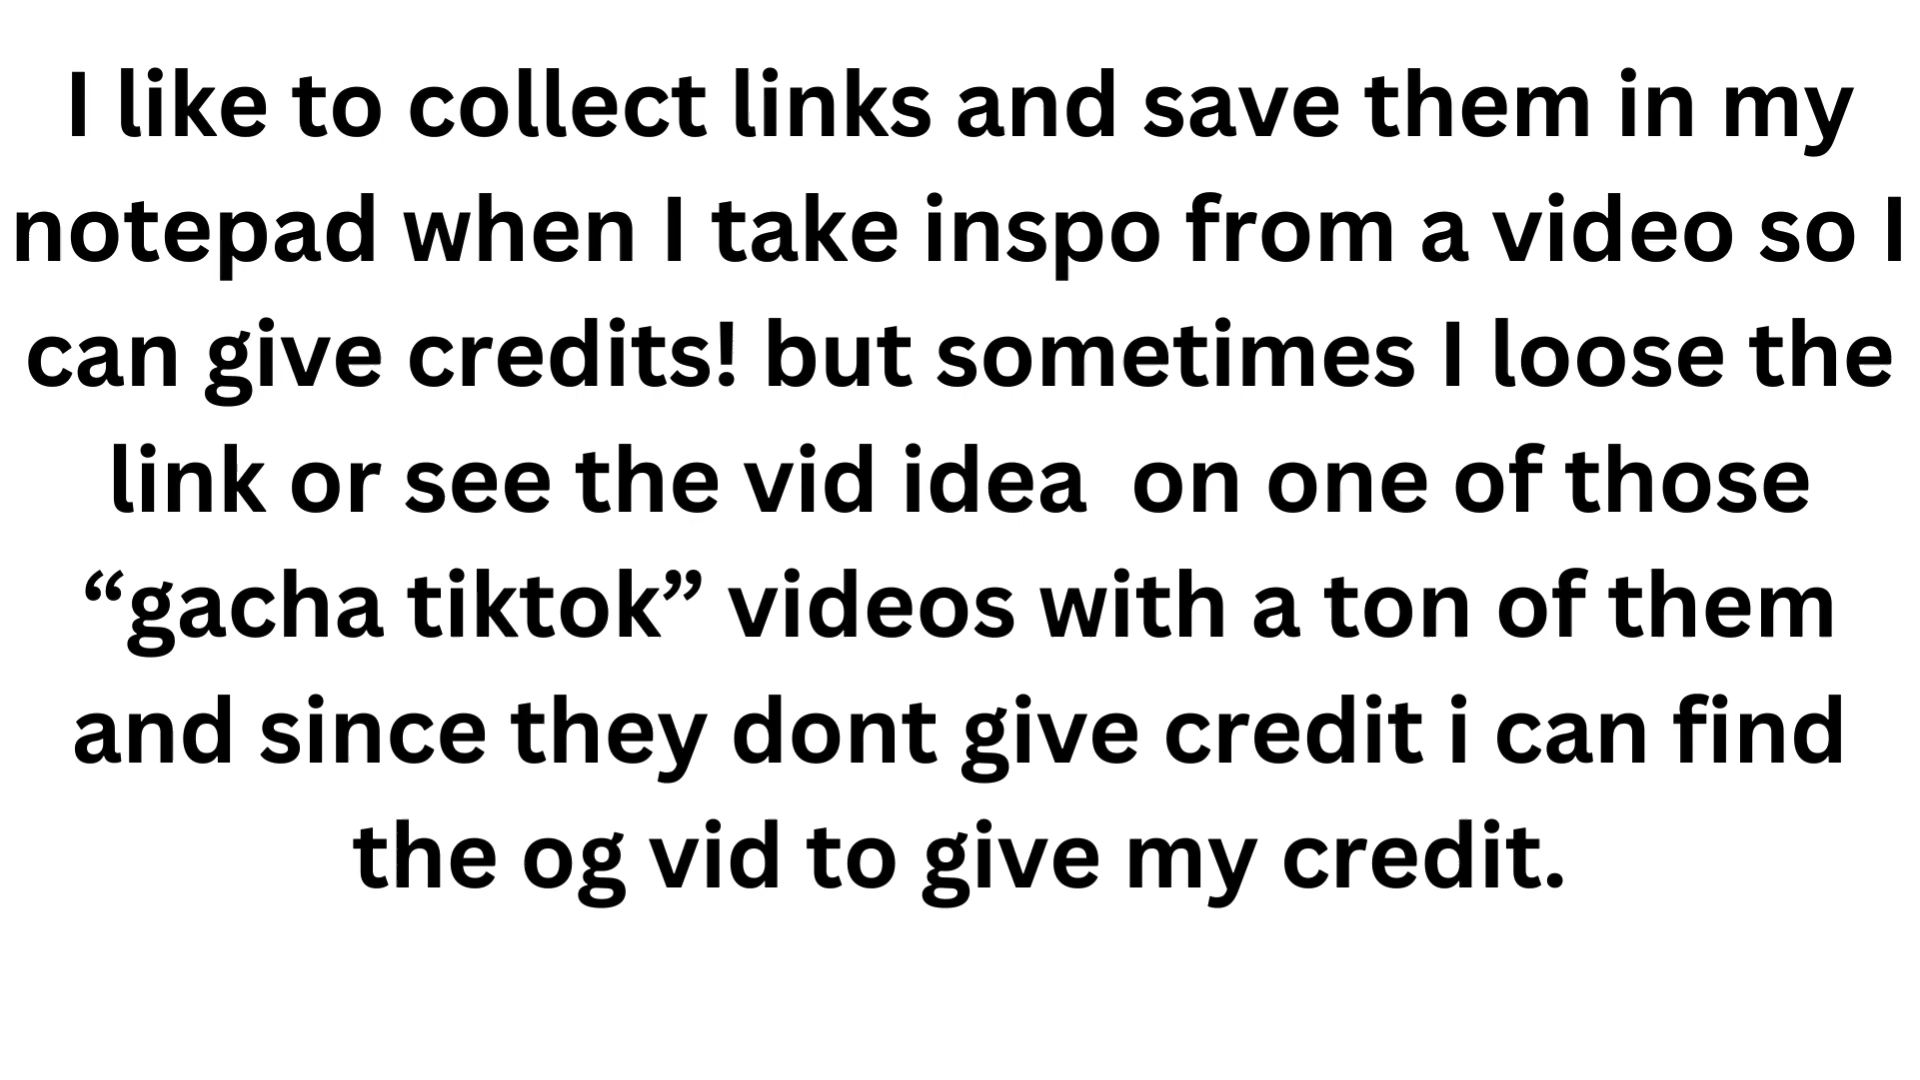 I like to collect links and save them in my
notepad when I take inspo from a video so I
can give credits! but sometimes I loose the
link or see the vid idea  on one of those
“gacha tiktok” videos with a ton of them
and since they dont give credit i can find
the og vid to give my credit.